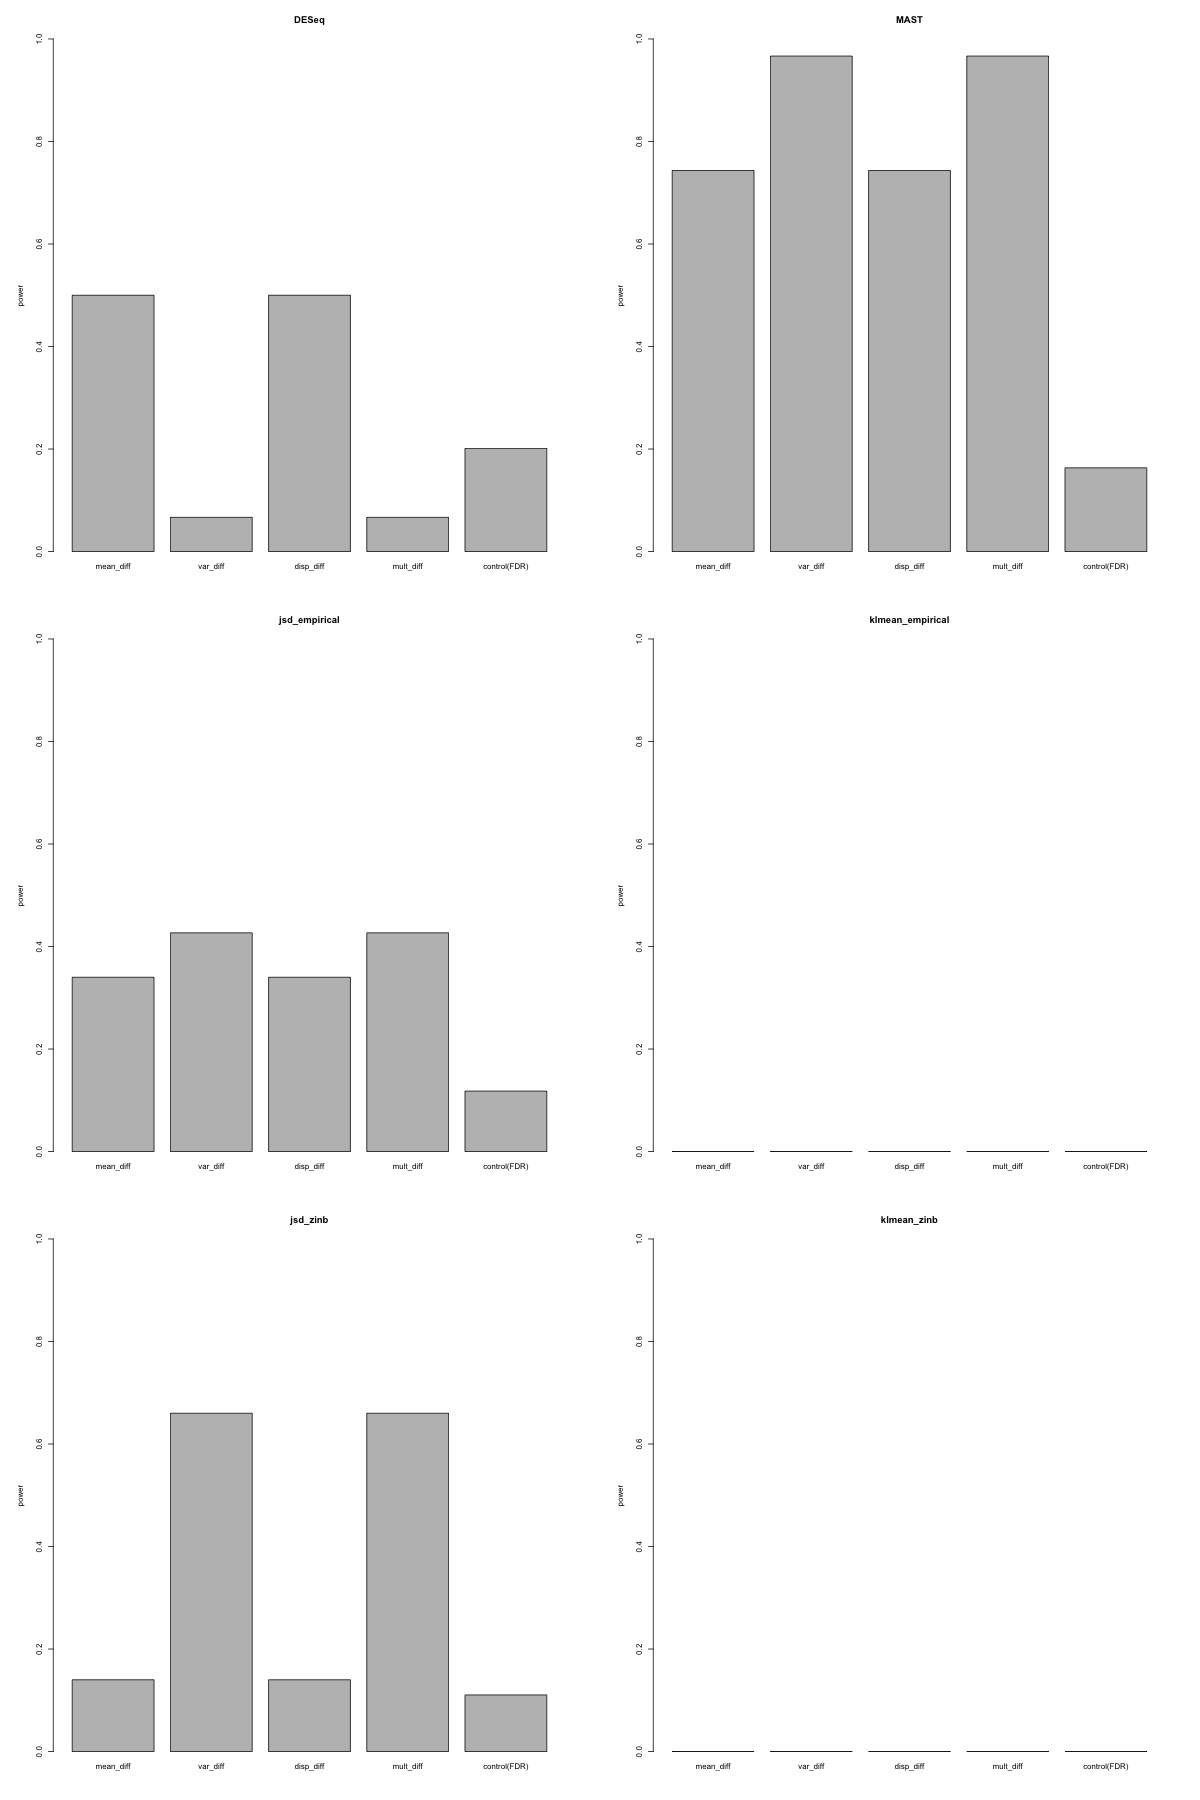 DESeq
power
0.0 0.2 0.4 0.6 0.8 1.0
mean_diff var_diff disp_diff mult_diff control(FDR)
MAST
power
0.0 0.2 0.4 0.6 0.8 1.0
mean_diff var_diff disp_diff mult_diff control(FDR)
jsd_empirical
power
0.0 0.2 0.4 0.6 0.8 1.0
mean_diff var_diff disp_diff mult_diff control(FDR)
klmean_empirical
power
0.0 0.2 0.4 0.6 0.8 1.0
mean_diff var_diff disp_diff mult_diff control(FDR)
jsd_zinb
power
0.0 0.2 0.4 0.6 0.8 1.0
mean_diff var_diff disp_diff mult_diff control(FDR)
klmean_zinb
power
0.0 0.2 0.4 0.6 0.8 1.0
mean_diff var_diff disp_diff mult_diff control(FDR)